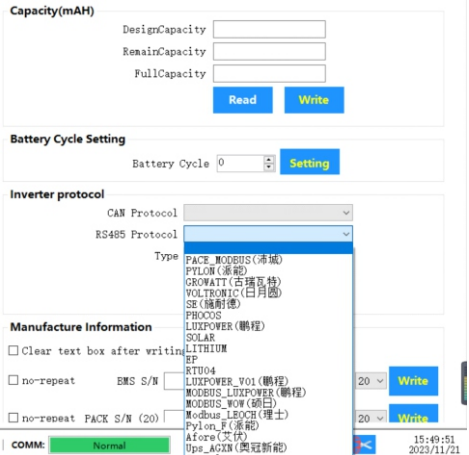 Capacity(mAH)
DesignCapacity
RemainCapacity
FullCapacity
Read Write
Battery Cycle Setting
Battery Cycle 0 Setting
Inverter protocol
CAN Protocol
RS485 Protocol
Type
PACE_MODBUS(沛城)
PYLON(派能)
GROWATT(古瑞瓦特)
VOLTRONIC(日月圆)
SE(施耐德)
PHOCOS
LUXPOWER(鹏程)
SOLAR
LITHIUM
EP
RTU04
LUXPOWER_V01(鹏程)
MODBUS_LUXPOWER(鹏程)
MODBUS_WOW(硕日)
Modbus_LEOCH(理士)
Pylon_F(派能)
Afore(艾伏)
Ups_AGXN(奥冠新能)
Manufacture Information
Clear text box after writin
no-repeat BMS S/N 20 Write
no-repeat PACK S/N (20) 20 Write
COMM: Normal
15:49:51
2023/11/21